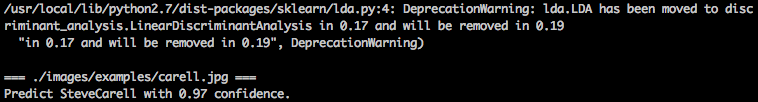 /usr/local/lib/python2.7/dist-packages/sklearn/lda.py:4: DeprecationWarning: lda.LDA has been moved to disc
riminant_analysis.LinearDiscriminantAnalysis in 0.17 and will be removed in 0.19
  "in 0.17 and will be removed in 0.19", DeprecationWarning)

=== ./images/examples/carell.jpg ===
Predict SteveCarell with 0.97 confidence.